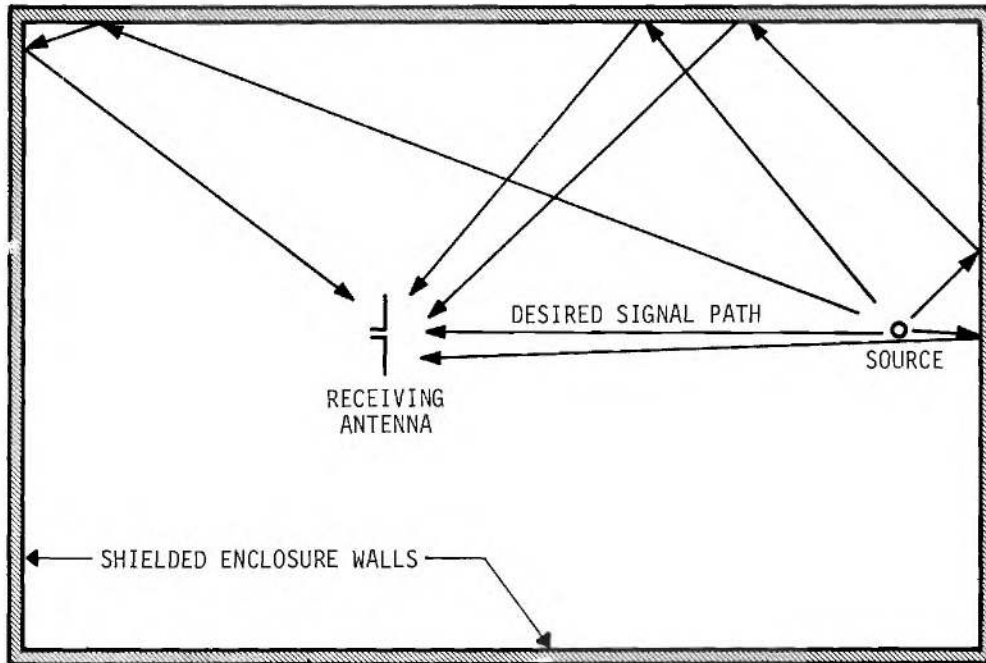 DESIRED SIGNAL PATH
SOURCE
RECEIVING
ANTENNA
SHIELDED ENCLOSURE WALLS